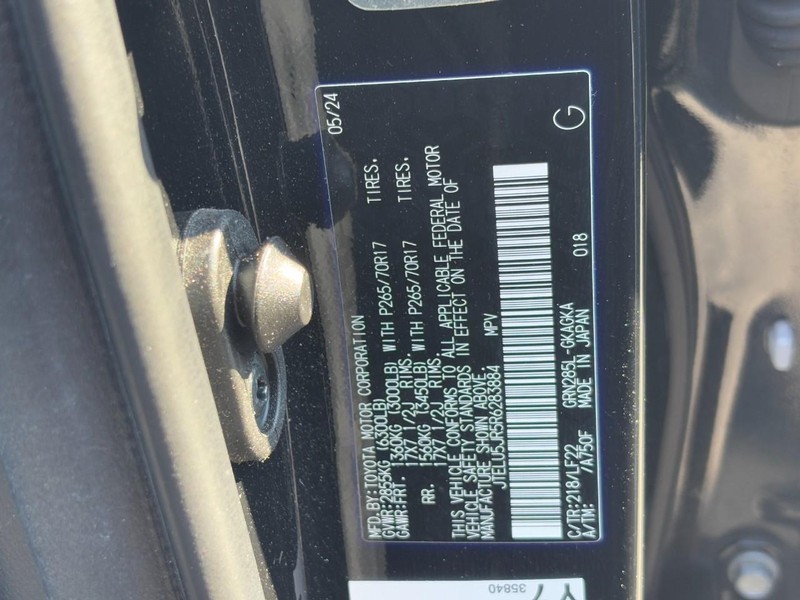 MFD.BY:TOYOTA MOTOR CORPORATION 05/24
GVWR:2855KG (6300LB)
GAWR:FRT. 1360KG (3000LB) WITH P265/70R17 TIRES.
17X7 1/2J RIMS.
RR. 1560KG (3450LB) WITH P265/70R17 TIRES.
17X7 1/2J RIMS.
THIS VEHICLE CONFORMS TO ALL APPLICABLE FEDERAL MOTOR
VEHICLE SAFETY STANDARDS IN EFFECT ON THE DATE OF
MANUFACTURE SHOWN ABOVE.
JTELU5JR5R6283884 MPV
C/TR:218/LF22 GRN285L-GKAGKA 018
A/TM: /A750F MADE IN JAPAN
G
35840